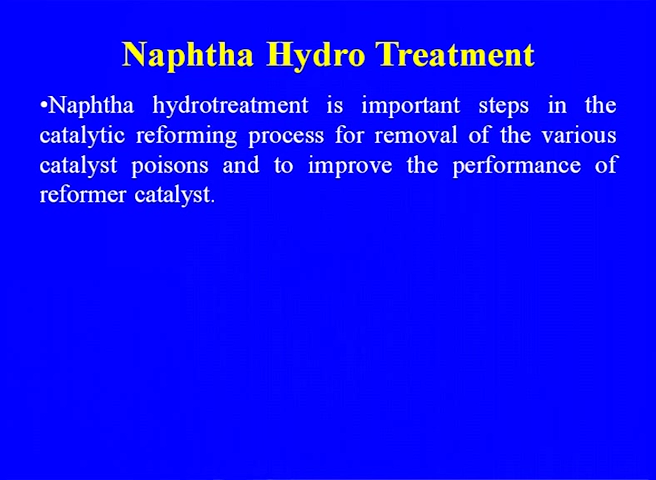 Naphtha Hydro Treatment
•Naphtha hydrotreatment is important steps in the
catalytic reforming process for removal of the various
catalyst poisons and to improve the performance of
reformer catalyst.